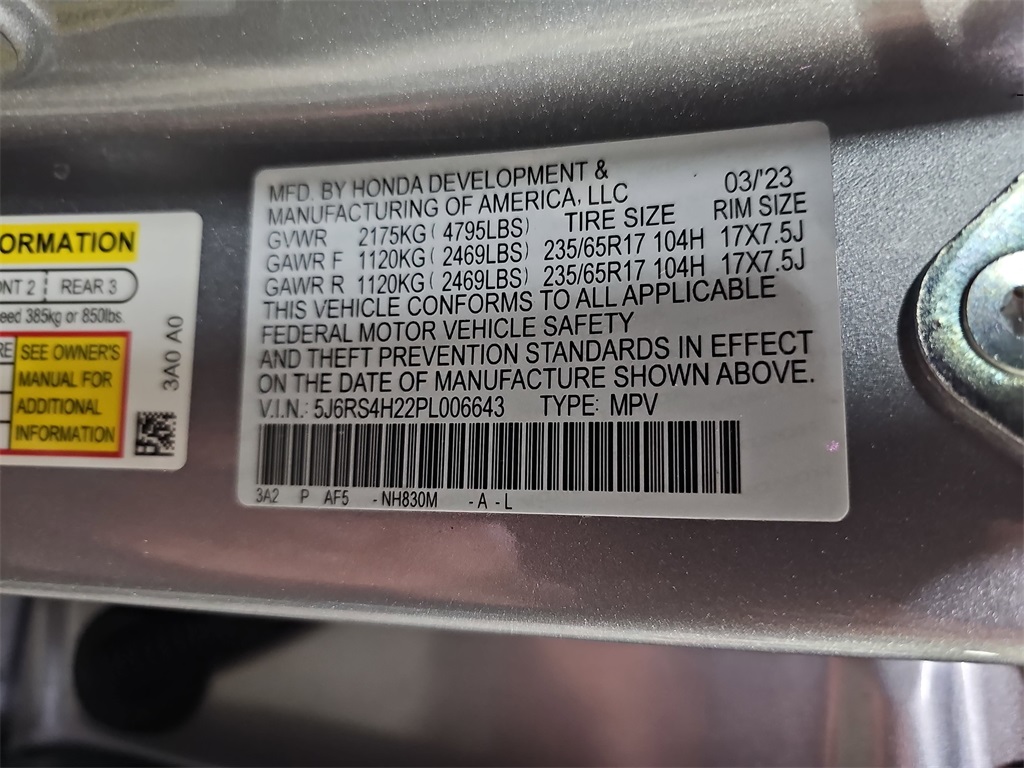 MFD. BY HONDA DEVELOPMENT &
MANUFACTURING OF AMERICA, LLC 03/'23
GVWR 2175KG ( 4795LBS) TIRE SIZE RIM SIZE
GAWR F 1120KG ( 2469LBS) 235/65R17 104H 17X7.5J
GAWR R 1120KG ( 2469LBS) 235/65R17 104H 17X7.5J
THIS VEHICLE CONFORMS TO ALL APPLICABLE
FEDERAL MOTOR VEHICLE SAFETY
AND THEFT PREVENTION STANDARDS IN EFFECT
ON THE DATE OF MANUFACTURE SHOWN ABOVE.
V.I.N.: 5J6RS4H22PL006643 TYPE: MPV
3A2 P AF5 -NH830M -A -L
ORMATION
NT 2 REAR 3
eed 385kg or 850lbs.
RE SEE OWNER'S
MANUAL FOR
ADDITIONAL
INFORMATION
3A0 A0